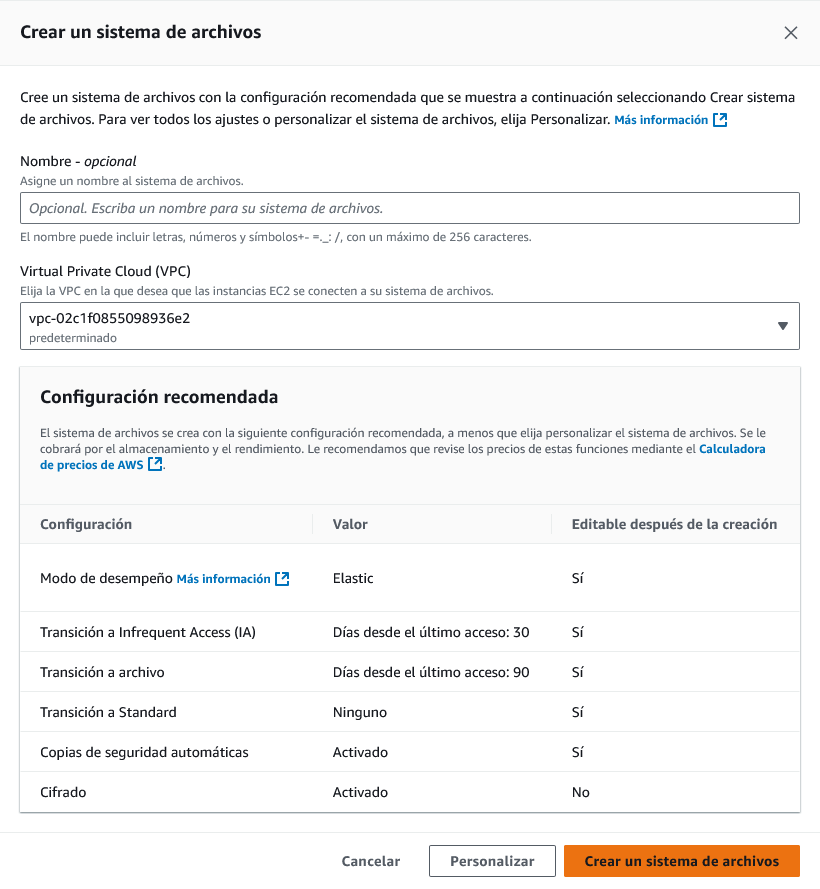 Crear un sistema de archivos
Cree un sistema de archivos con la configuración recomendada que se muestra a continuación seleccionando Crear sistema
de archivos. Para ver todos los ajustes o personalizar el sistema de archivos, elija Personalizar. Más información
Nombre - opcional
Asigne un nombre al sistema de archivos.
Opcional. Escriba un nombre para su sistema de archivos.
El nombre puede incluir letras, números y símbolos+- =._: /, con un máximo de 256 caracteres.
Virtual Private Cloud (VPC)
Elija la VPC en la que desea que las instancias EC2 se conecten a su sistema de archivos.
vpc-02c1f0855098936e2
predeterminado
Configuración recomendada
El sistema de archivos se crea con la siguiente configuración recomendada, a menos que elija personalizar el sistema de archivos. Se le
cobrará por el almacenamiento y el rendimiento. Le recomendamos que revise los precios de estas funciones mediante el Calculadora
de precios de AWS.
Configuración Valor Editable después de la creación
Modo de desempeño Más información Elastic Sí
Transición a Infrequent Access (IA) Días desde el último acceso: 30 Sí
Transición a archivo Días desde el último acceso: 90 Sí
Transición a Standard Ninguno Sí
Copias de seguridad automáticas Activado Sí
Cifrado Activado No
Cancelar Personalizar Crear un sistema de archivos